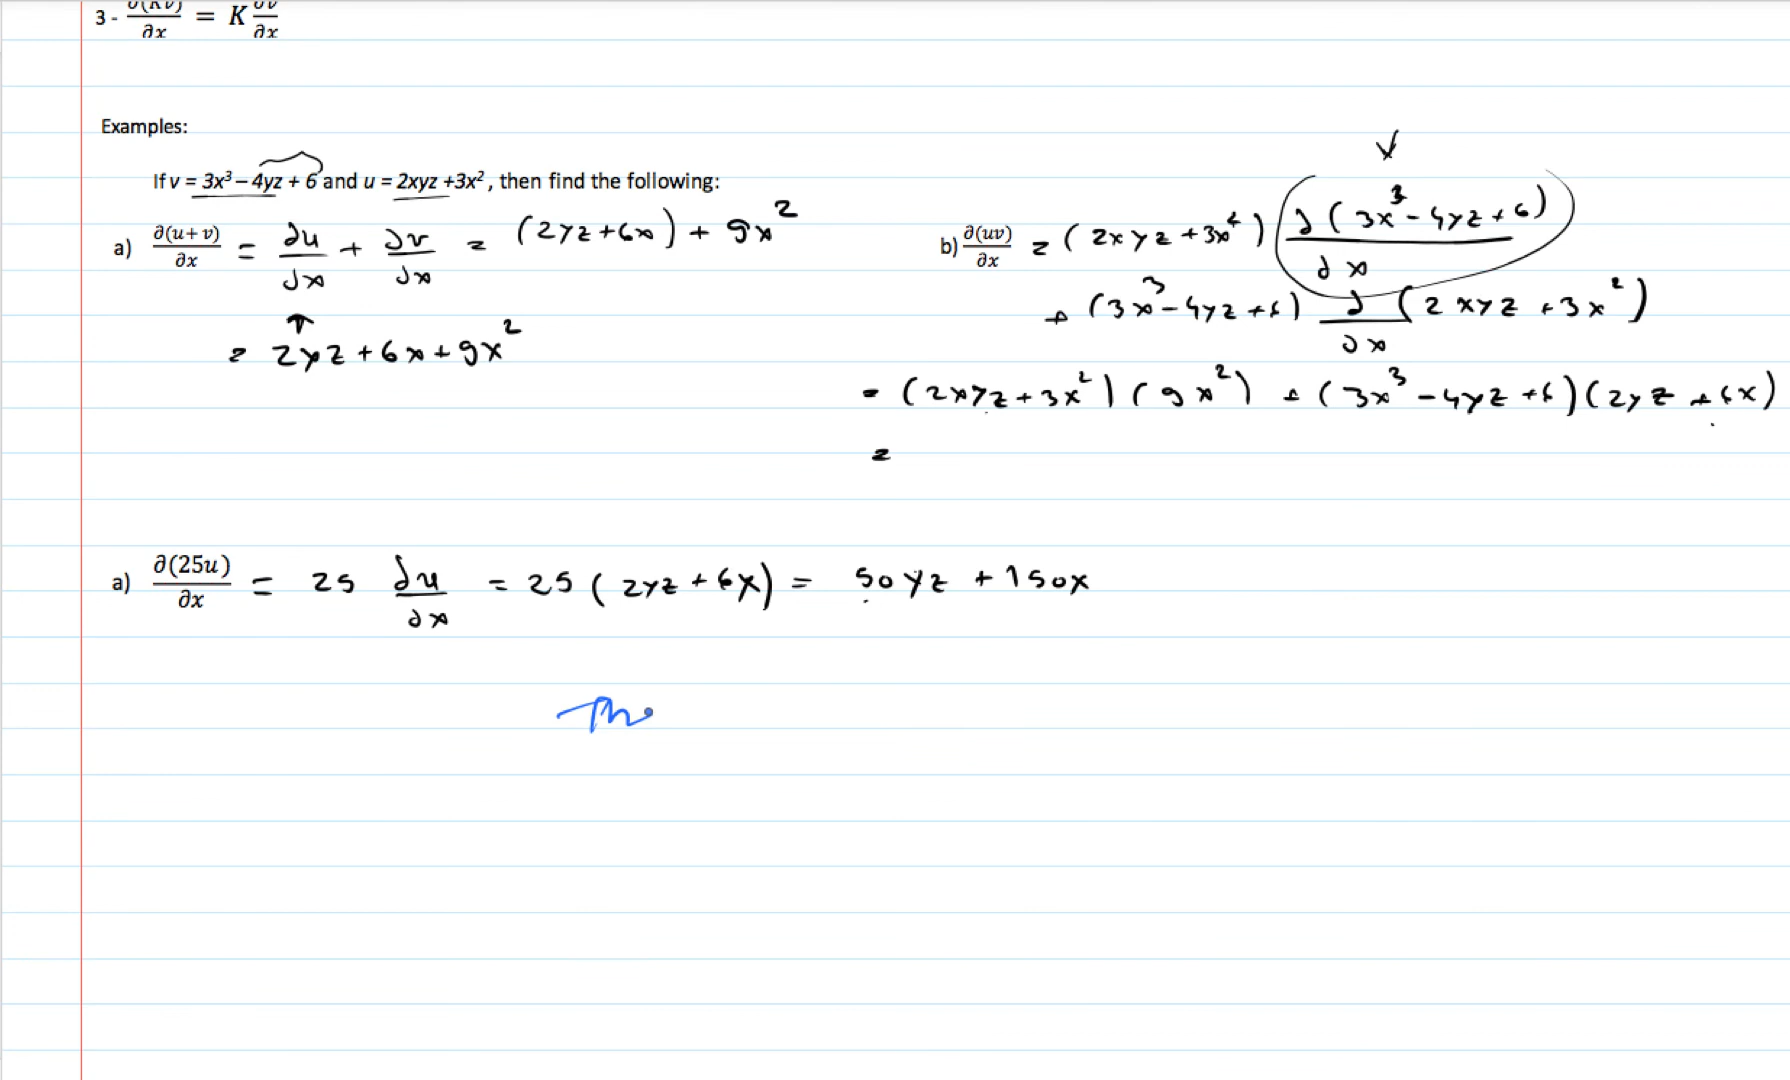 3 - ∂(Kv)/∂x = K ∂v/∂x
Examples:
If v = 3x³ – 4yz + 6 and u = 2xyz +3x² , then find the following:
a) ∂(u+ v)/∂x = ∂u/∂x + ∂v/∂x = (2yz+6x) + 9x²
= 2yz+6x+9x²
b) ∂(uv)/∂x = (2xyz+3x²) ∂(3x³-4yz+6)/∂x
+ (3x³-4yz+6) ∂/∂x (2xyz+3x²)
= (2xyz+3x²)(9x²) + (3x³-4yz+6)(2yz+6x)
=
a) ∂(25u)/∂x = 25 ∂u/∂x = 25(2yz+6x) = 50yz + 150x
Th